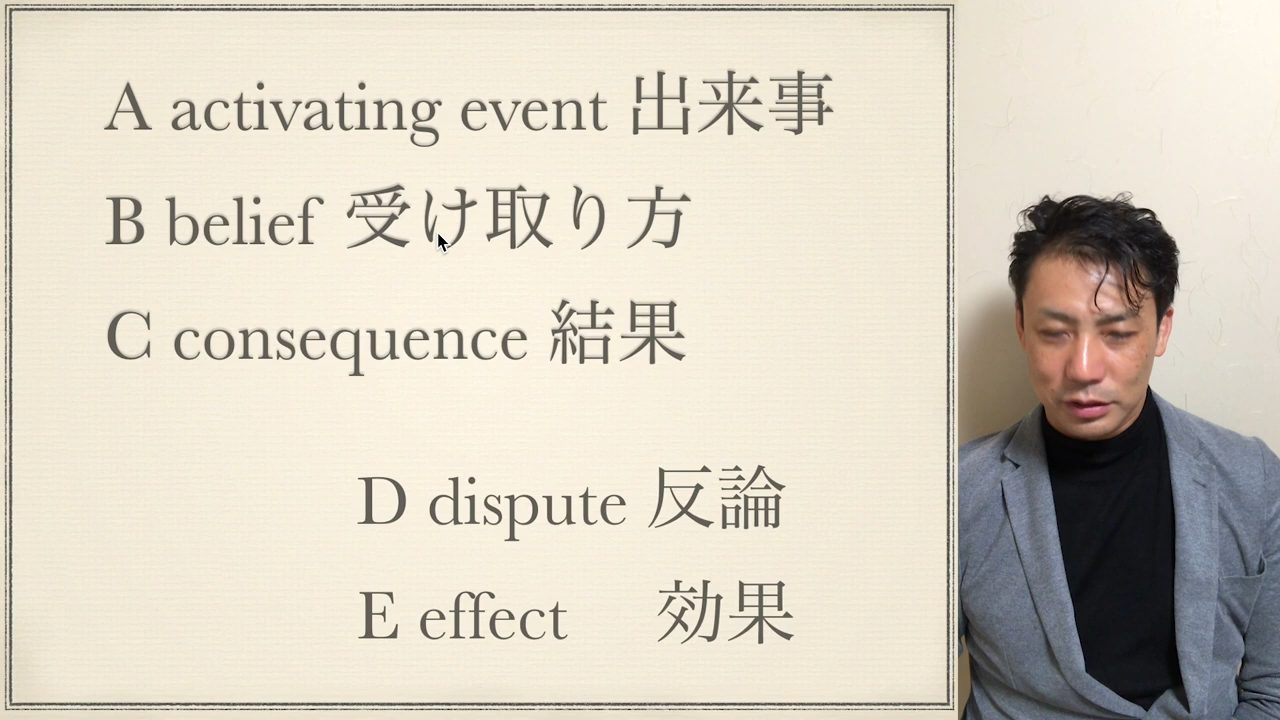 A activating event 出来事
B belief 受け取り方
C consequence 結果
D dispute 反論
E effect 効果